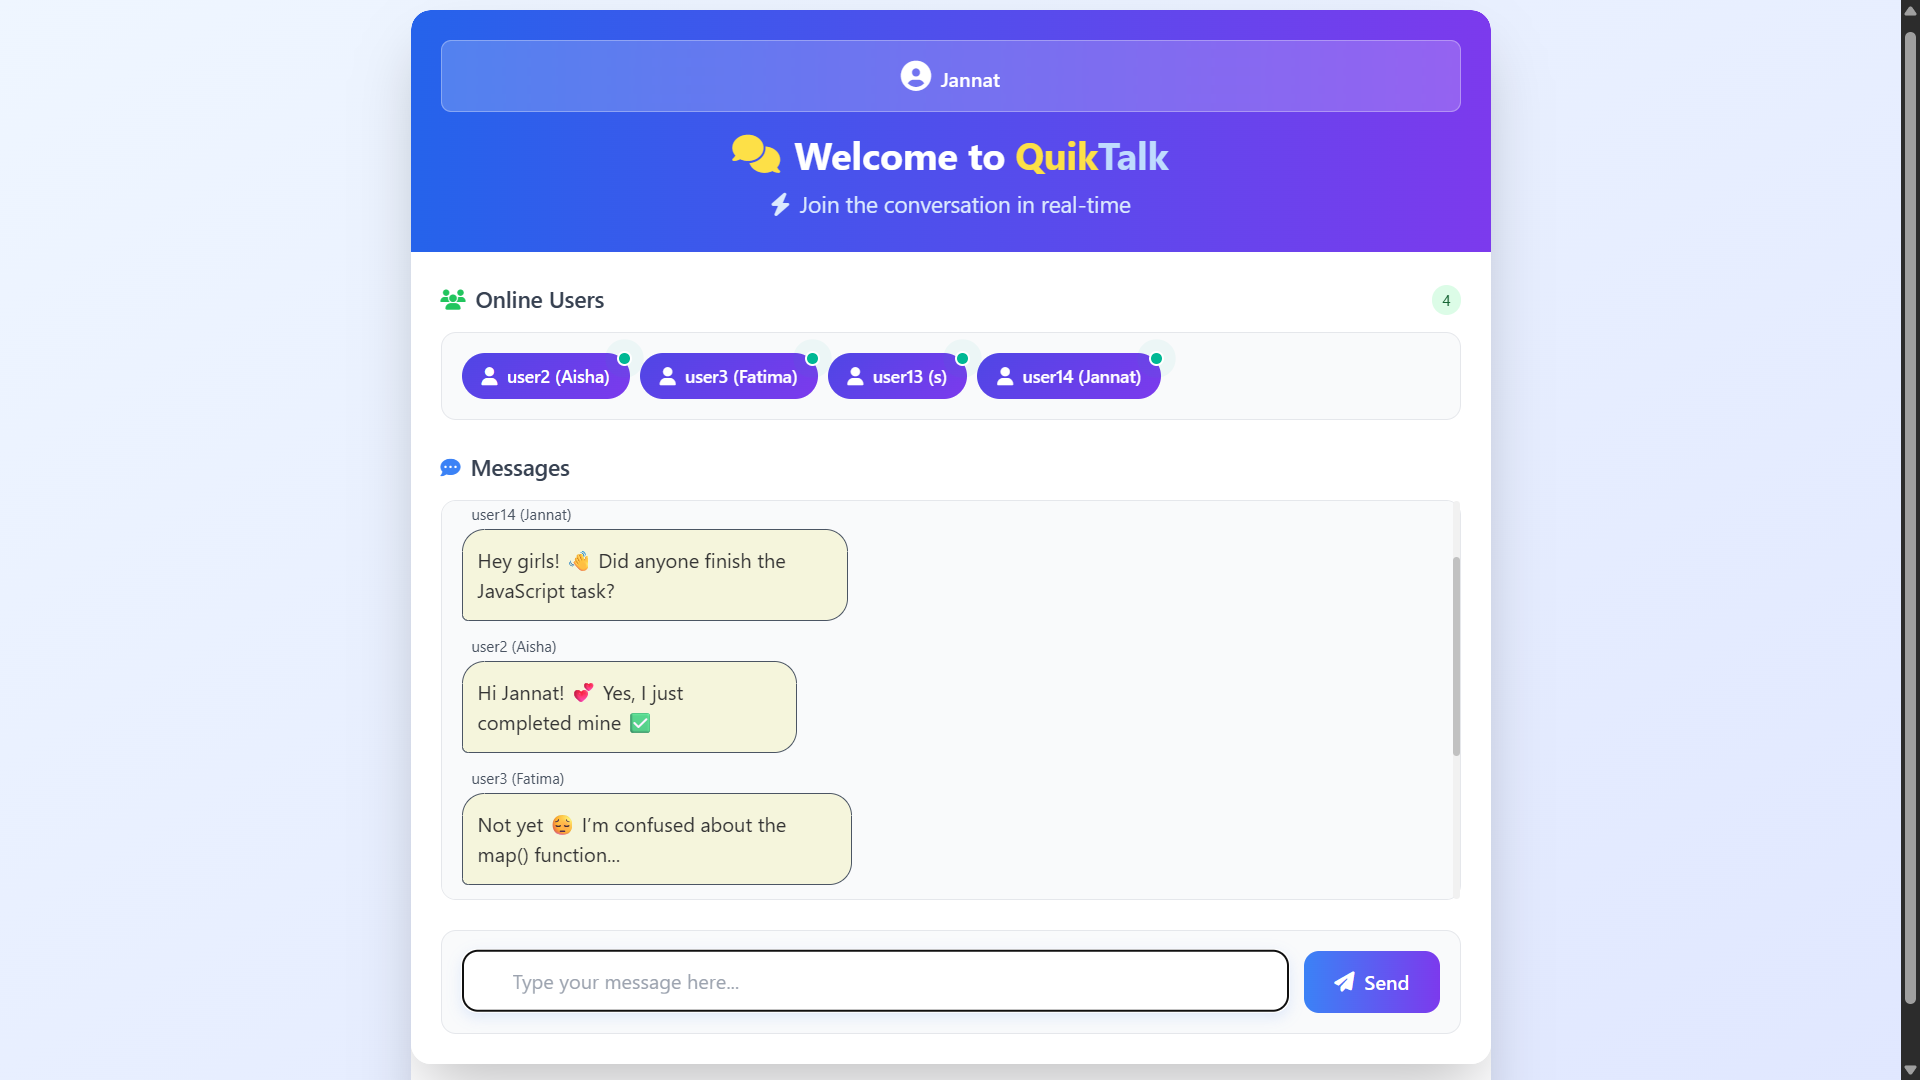 Jannat
Welcome to QuikTalk
Join the conversation in real-time
Online Users
4
user2 (Aisha)
user3 (Fatima)
user13 (s)
user14 (Jannat)
Messages
user14 (Jannat)
Hey girls! 👋 Did anyone finish the
JavaScript task?
user2 (Aisha)
Hi Jannat! 💕 Yes, I just
completed mine ✅
user3 (Fatima)
Not yet 😔 I’m confused about the
map() function...
Type your message here...
Send